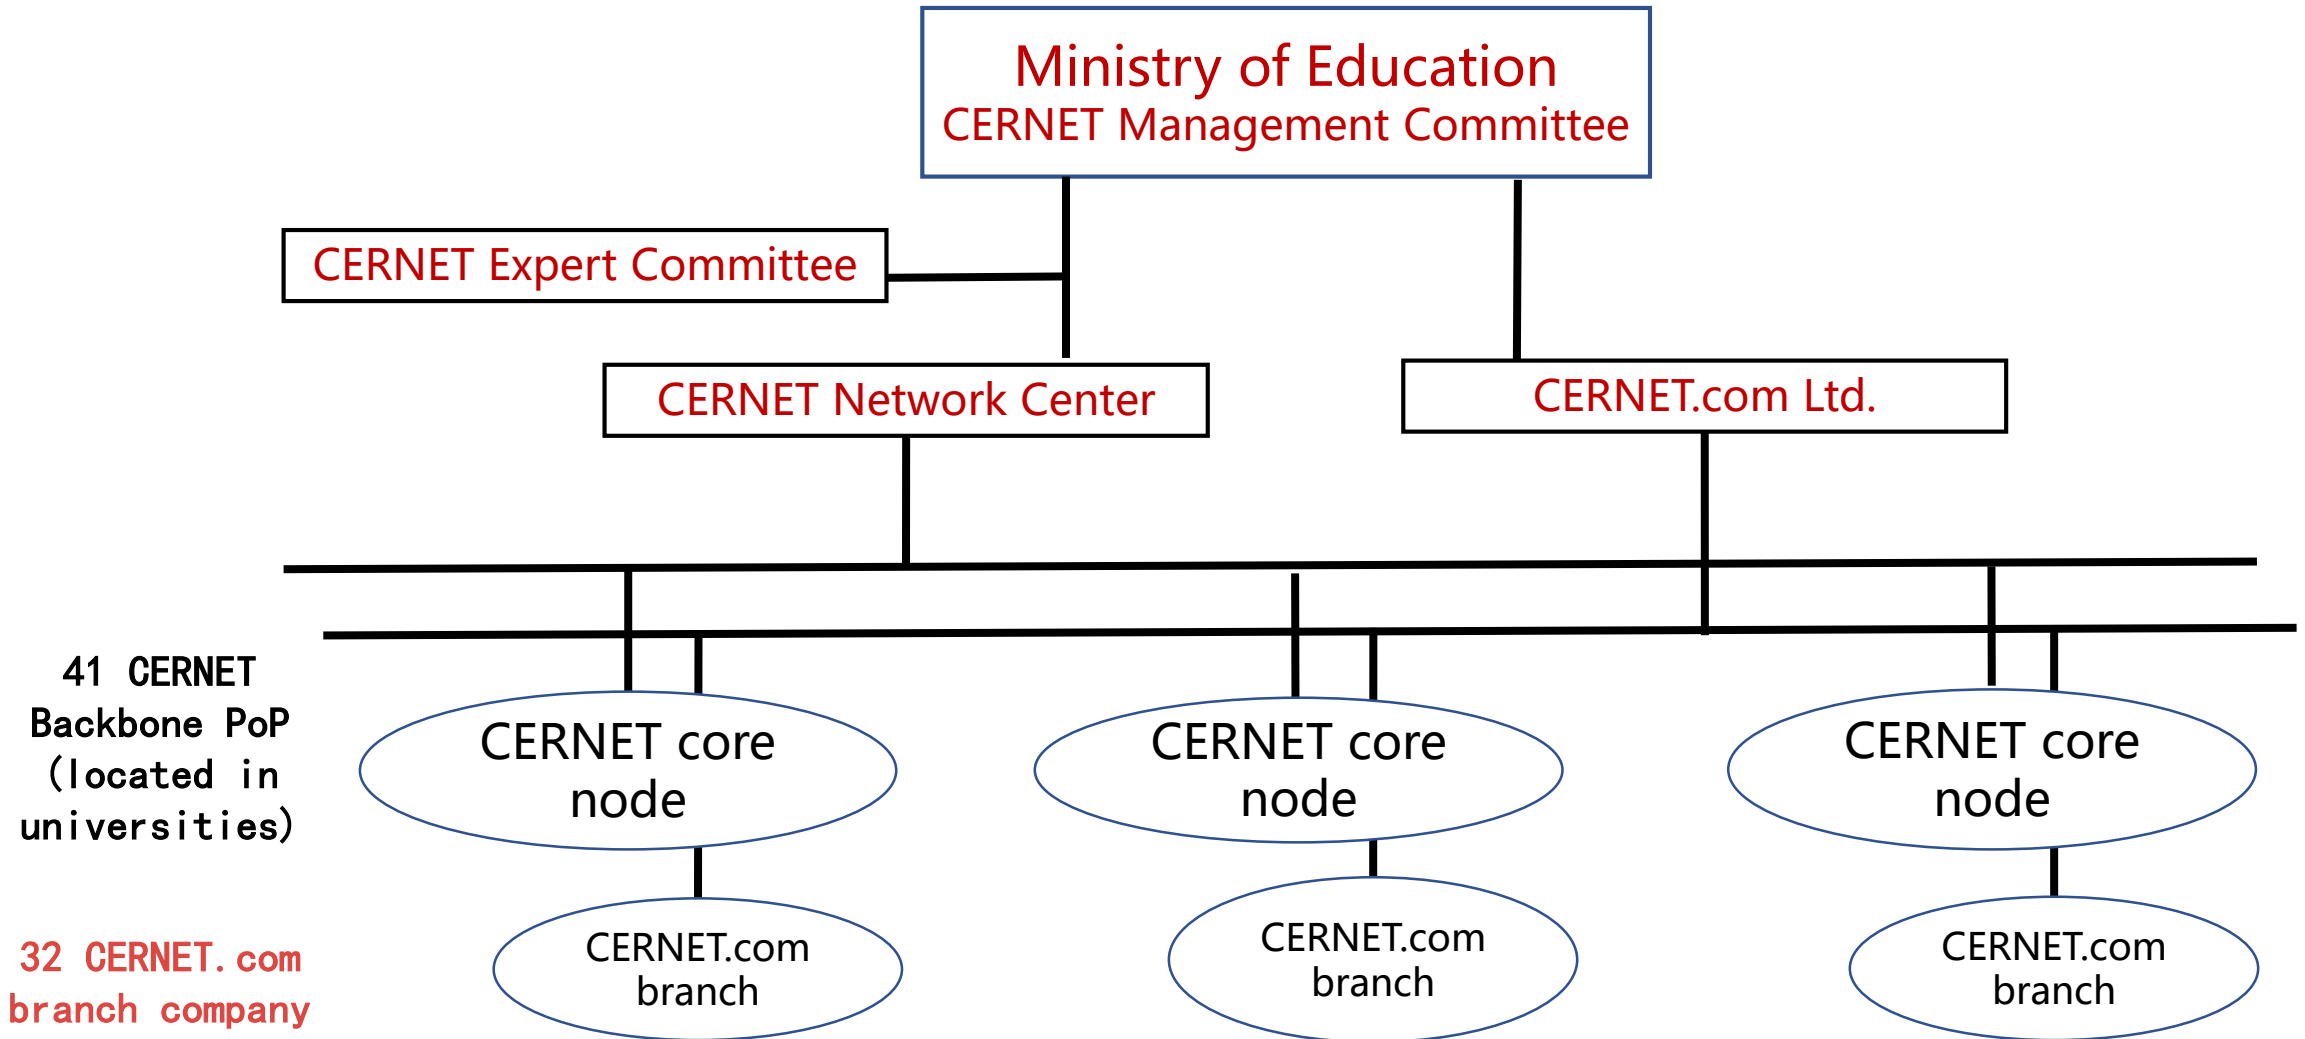 Ministry of Education
CERNET Management Committee
CERNET Expert Committee
CERNET Network Center
CERNET.com Ltd.
41 CERNET
Backbone PoP
(located in
universities)
CERNET core
node
CERNET core
node
CERNET core
node
32 CERNET.com
branch company
CERNET.com
branch
CERNET.com
branch
CERNET.com
branch